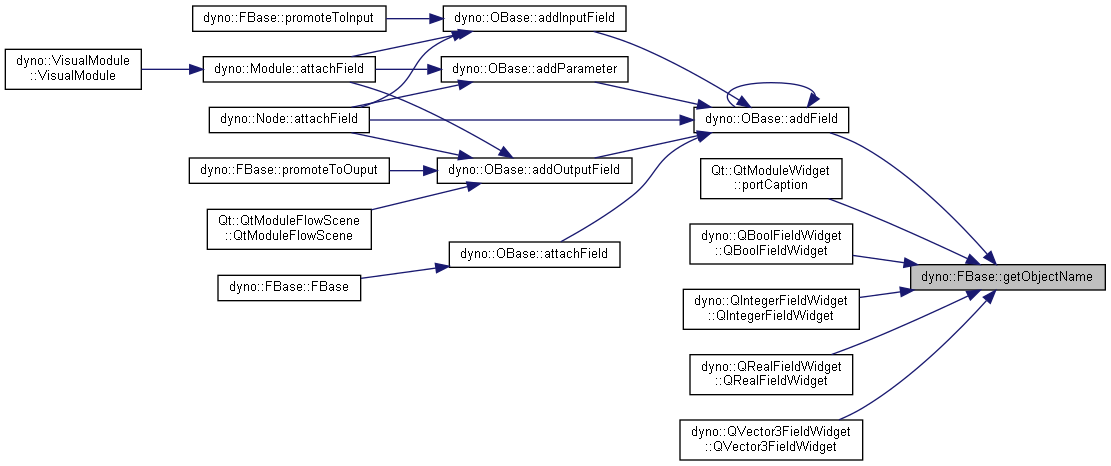 dyno::FBase::promoteToInput
dyno::OBase::addInputField
dyno::VisualModule
::VisualModule
dyno::Module::attachField
dyno::OBase::addParameter
dyno::Node::attachField
dyno::OBase::addField
dyno::FBase::promoteToOuput
dyno::OBase::addOutputField
Qt::QtModuleWidget
::portCaption
Qt::QtModuleFlowScene
::QtModuleFlowScene
dyno::OBase::attachField
dyno::QBoolFieldWidget
::QBoolFieldWidget
dyno::FBase::FBase
dyno::FBase::getObjectName
dyno::QIntegerFieldWidget
::QIntegerFieldWidget
dyno::QRealFieldWidget
::QRealFieldWidget
dyno::QVector3FieldWidget
::QVector3FieldWidget